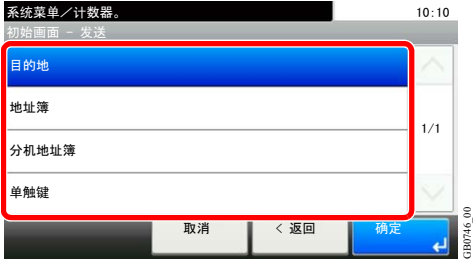 系统菜单／计数器。 10:10
初始画面 - 发送
目的地
地址簿
1/1
分机地址簿
单触键
取消 < 返回 确定
GB0746_00